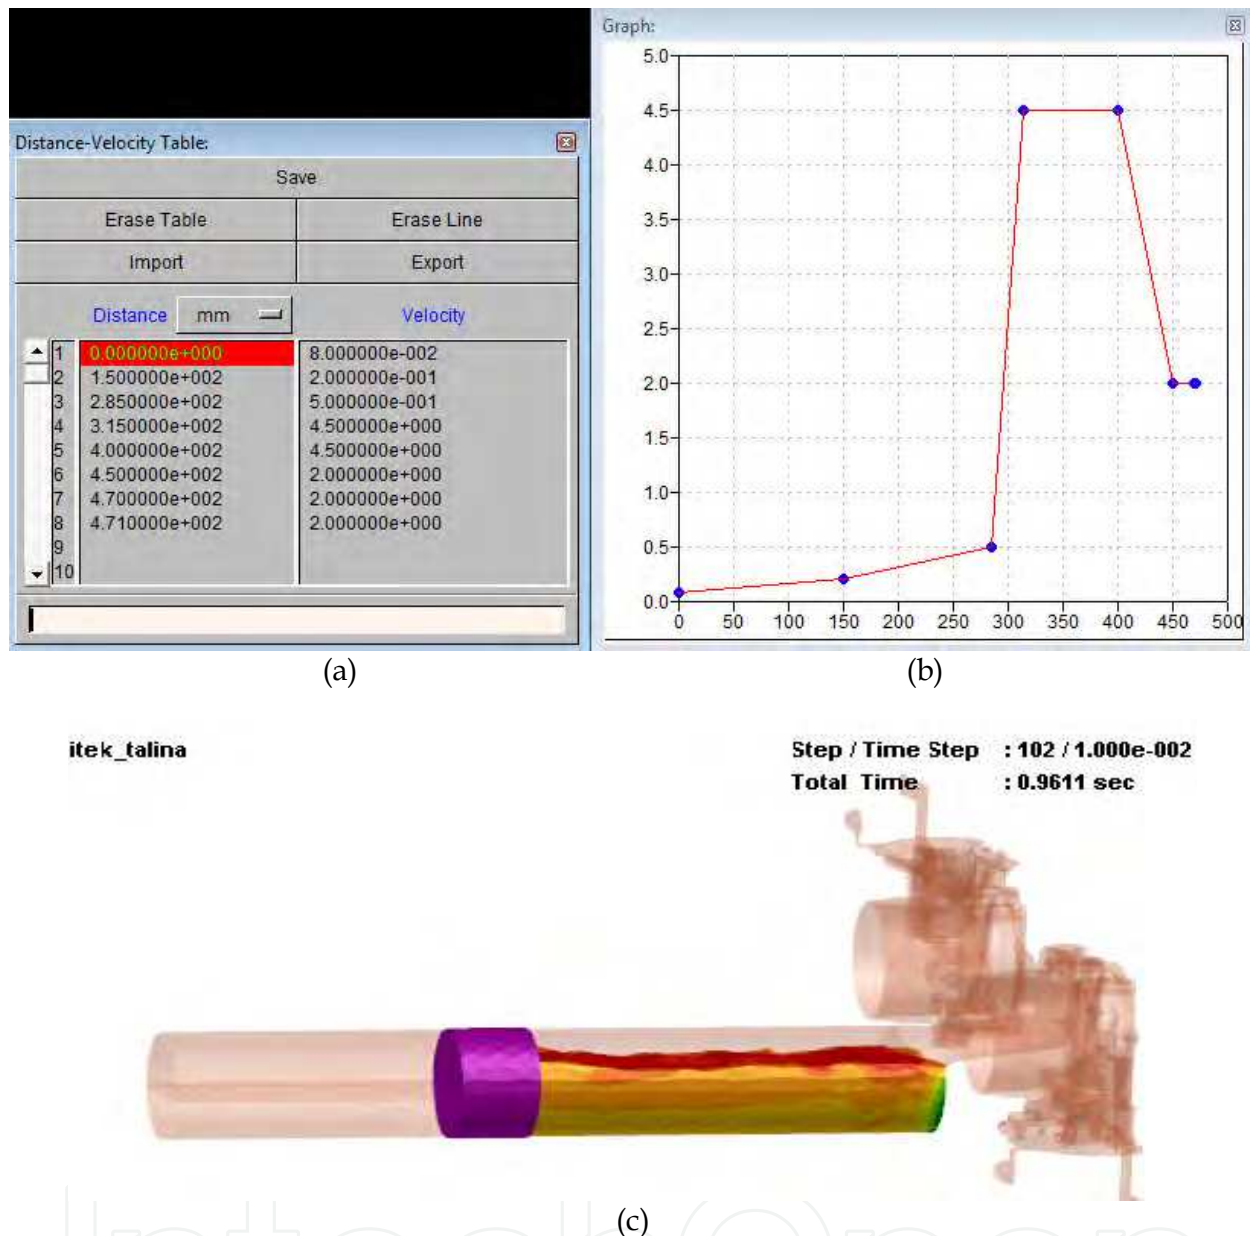 Distance-Velocity Table:
Save
Erase Table Erase Line
Import Export
Distance mm Velocity
1 0.000000e+000 8.000000e-002
2 1.500000e+002 2.000000e-001
3 2.850000e+002 5.000000e-001
4 3.150000e+002 4.500000e+000
5 4.000000e+002 4.500000e+000
6 4.500000e+002 2.000000e+000
7 4.700000e+002 2.000000e+000
8 4.710000e+002 2.000000e+000
9
10
(a)
Graph:
5.0
4.5
4.0
3.5
3.0
2.5
2.0
1.5
1.0
0.5
0.0
0 50 100 150 200 250 300 350 400 450 500
(b)
itek_talina
Step / Time Step : 102 / 1.000e-002
Total Time : 0.9611 sec
(c)